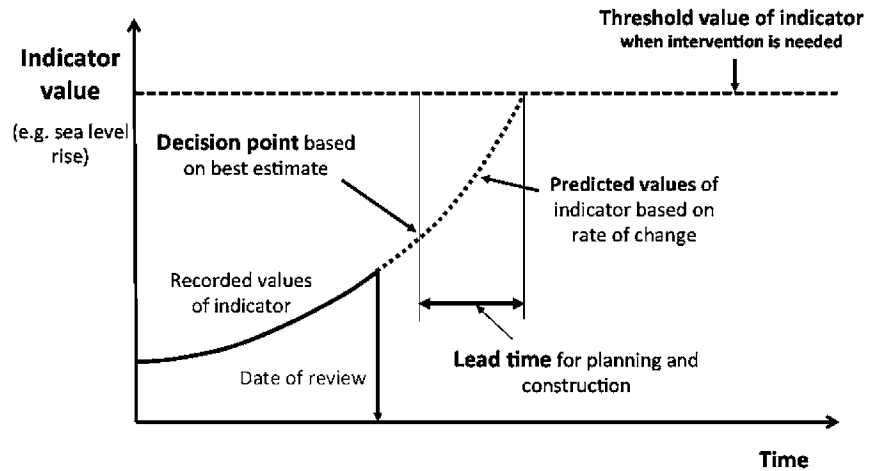 Threshold value of indicator
when intervention is needed
Indicator
value
(e.g. sea level
rise)
Decision point based
on best estimate
Predicted values of
indicator based on
rate of change
Recorded values
of indicator
Lead time for planning and
construction
Date of review
Time